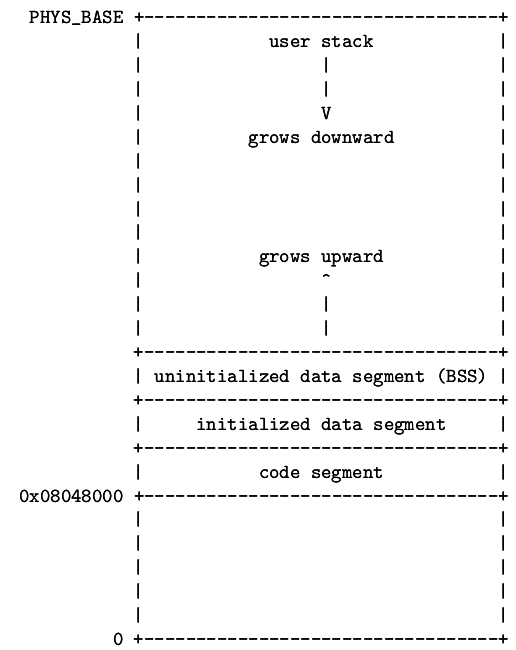 PHYS_BASE +----------------------------------+
|            user stack            |
|                 |                |
|                 |                |
|                 V                |
|          grows downward          |
|                                  |
|                                  |
|                                  |
|                                  |
|           grows upward           |
|                 ^                |
|                 |                |
|                 |                |
+----------------------------------+
| uninitialized data segment (BSS) |
+----------------------------------+
|     initialized data segment     |
+----------------------------------+
|           code segment           |
0x08048000 +----------------------------------+
|                                  |
|                                  |
|                                  |
|                                  |
|                                  |
0 +----------------------------------+